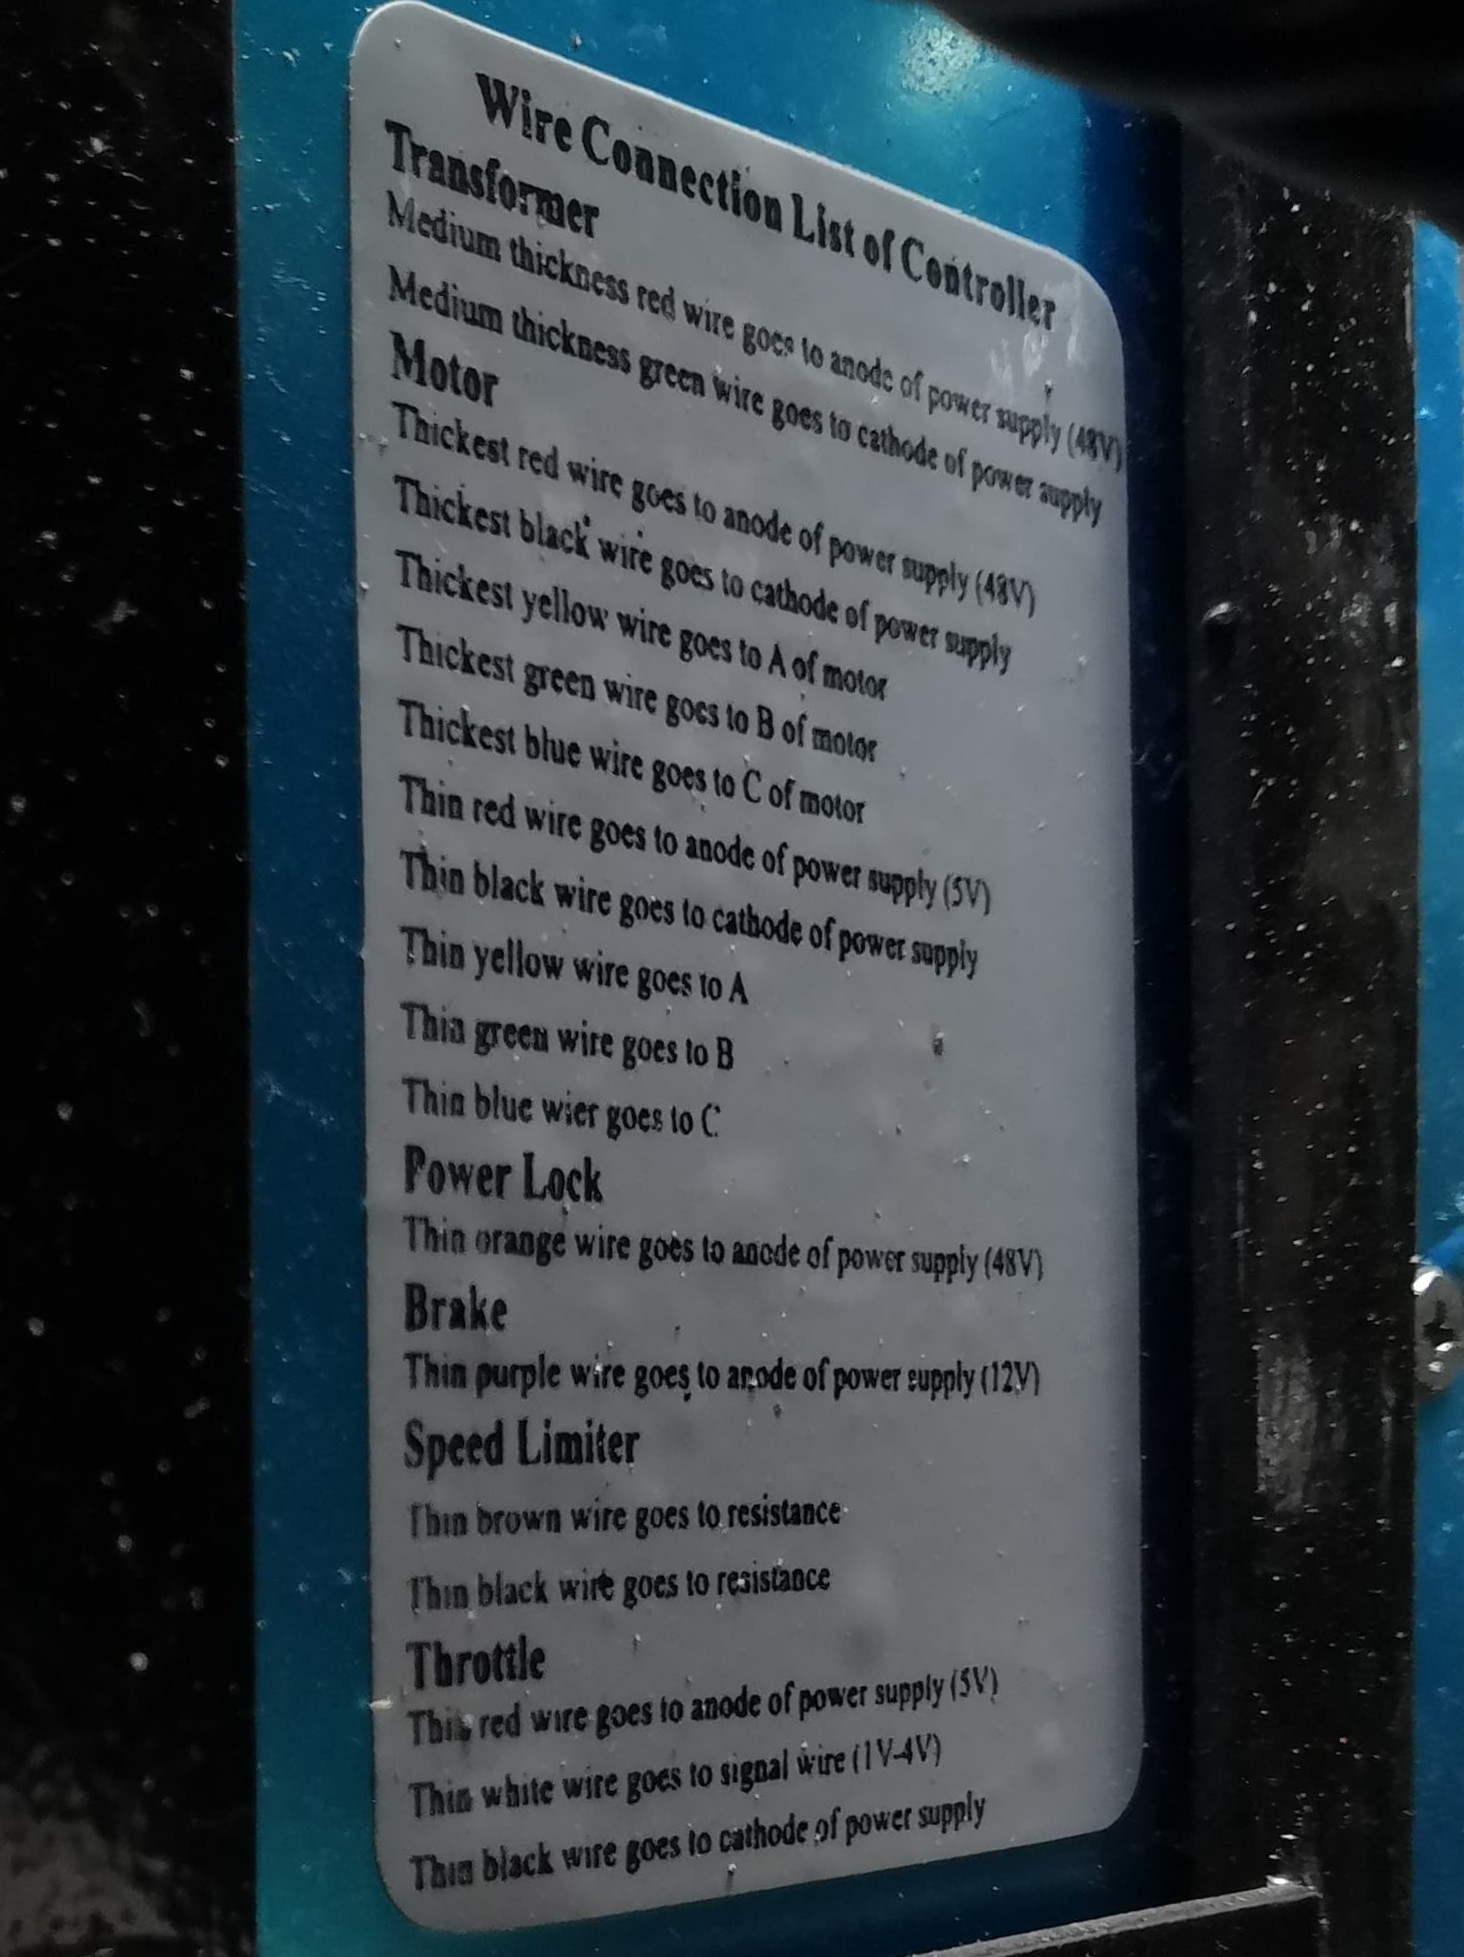 Wire Connection List of Controller
Transformer
Medium thickness red wire goes to anode of power supply (48V)
Medium thickness green wire goes to cathode of power supply
Motor
Thickest red wire goes to anode of power supply (48V)
Thickest black wire goes to cathode of power supply
Thickest yellow wire goes to A of motor
Thickest green wire goes to B of motor
Thickest blue wire goes to C of motor
Thin red wire goes to anode of power supply (5V)
Thin black wire goes to cathode of power supply
Thin yellow wire goes to A
Thin green wire goes to B
Thin blue wier goes to C
Power Lock
Thin orange wire goes to anode of power supply (48V)
Brake
Thin purple wire goes to anode of power supply (12V)
Speed Limiter
Thin brown wire goes to resistance
Thin black wire goes to resistance
Throttle
Thin red wire goes to anode of power supply (5V)
Thin white wire goes to signal wire (1V-4V)
Thin black wire goes to cathode of power supply